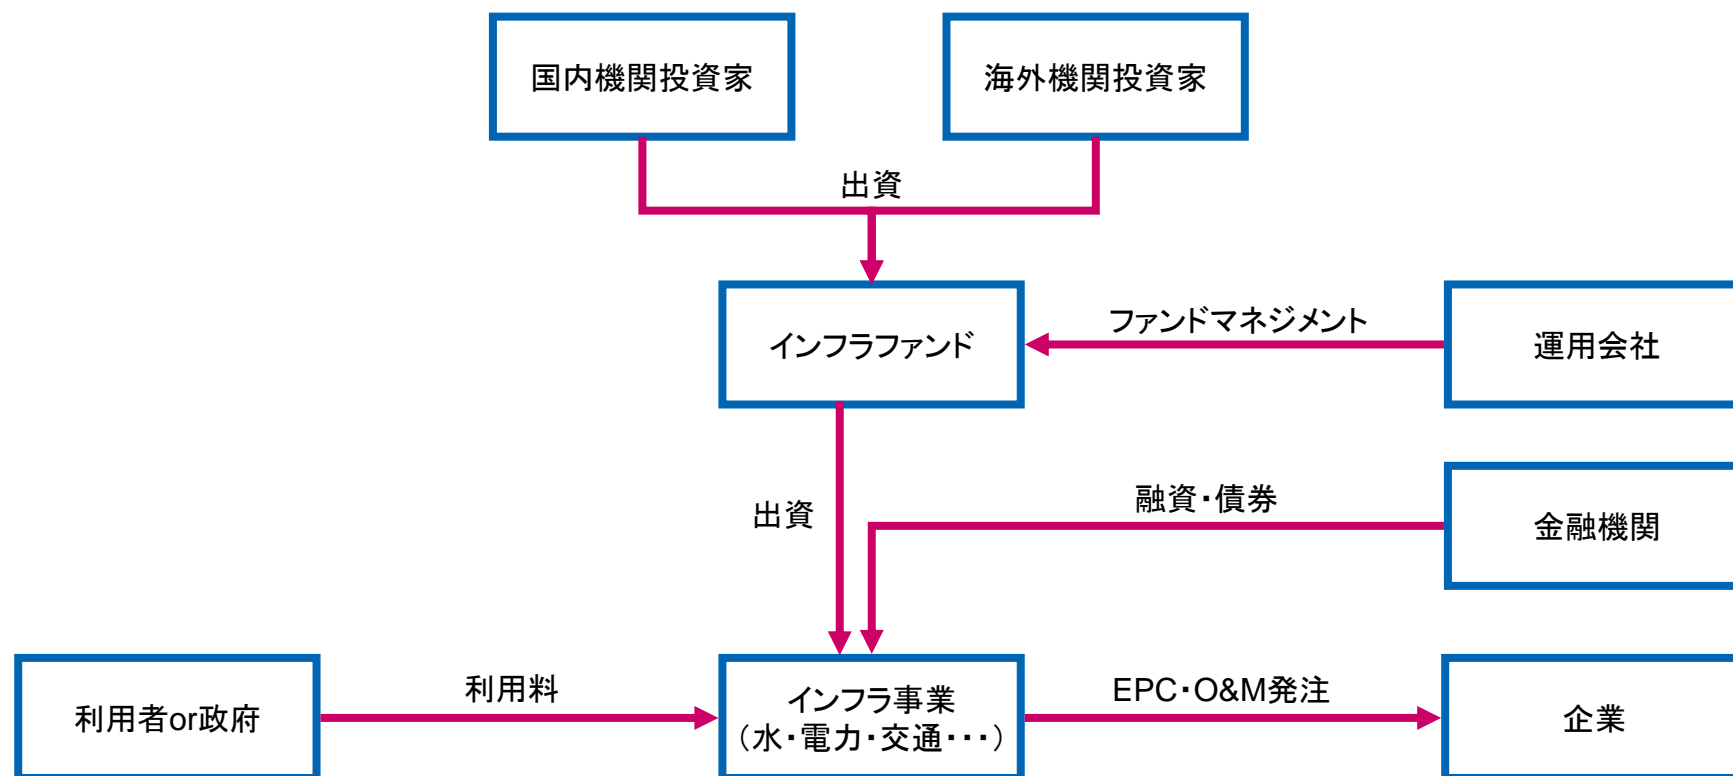 国内機関投資家
海外機関投資家
出資
インフラファンド
ファンドマネジメント
運用会社
出資
融資・債券
金融機関
利用者or政府
利用料
インフラ事業
（水・電力・交通・・・）
EPC・O&M発注
企業